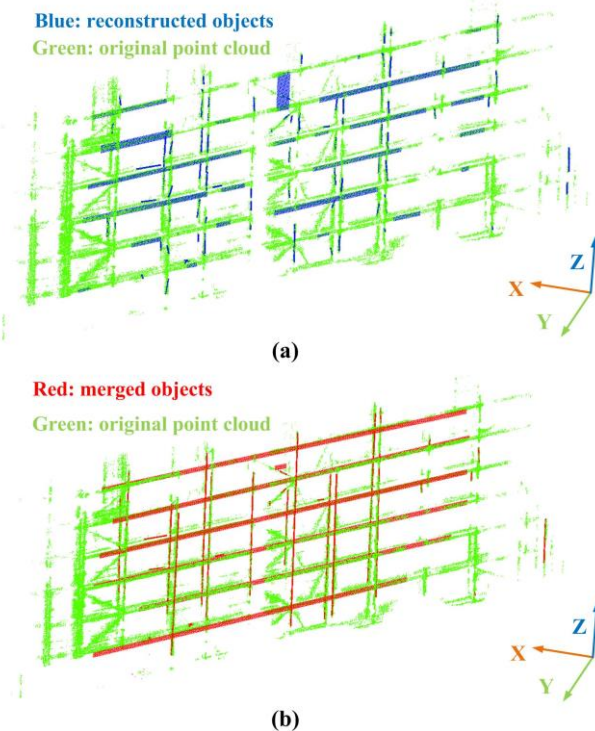 Blue: reconstructed objects
Green: original point cloud
Z
X
Y
(a)
Red: merged objects
Green: original point cloud
Z
X
Y
(b)